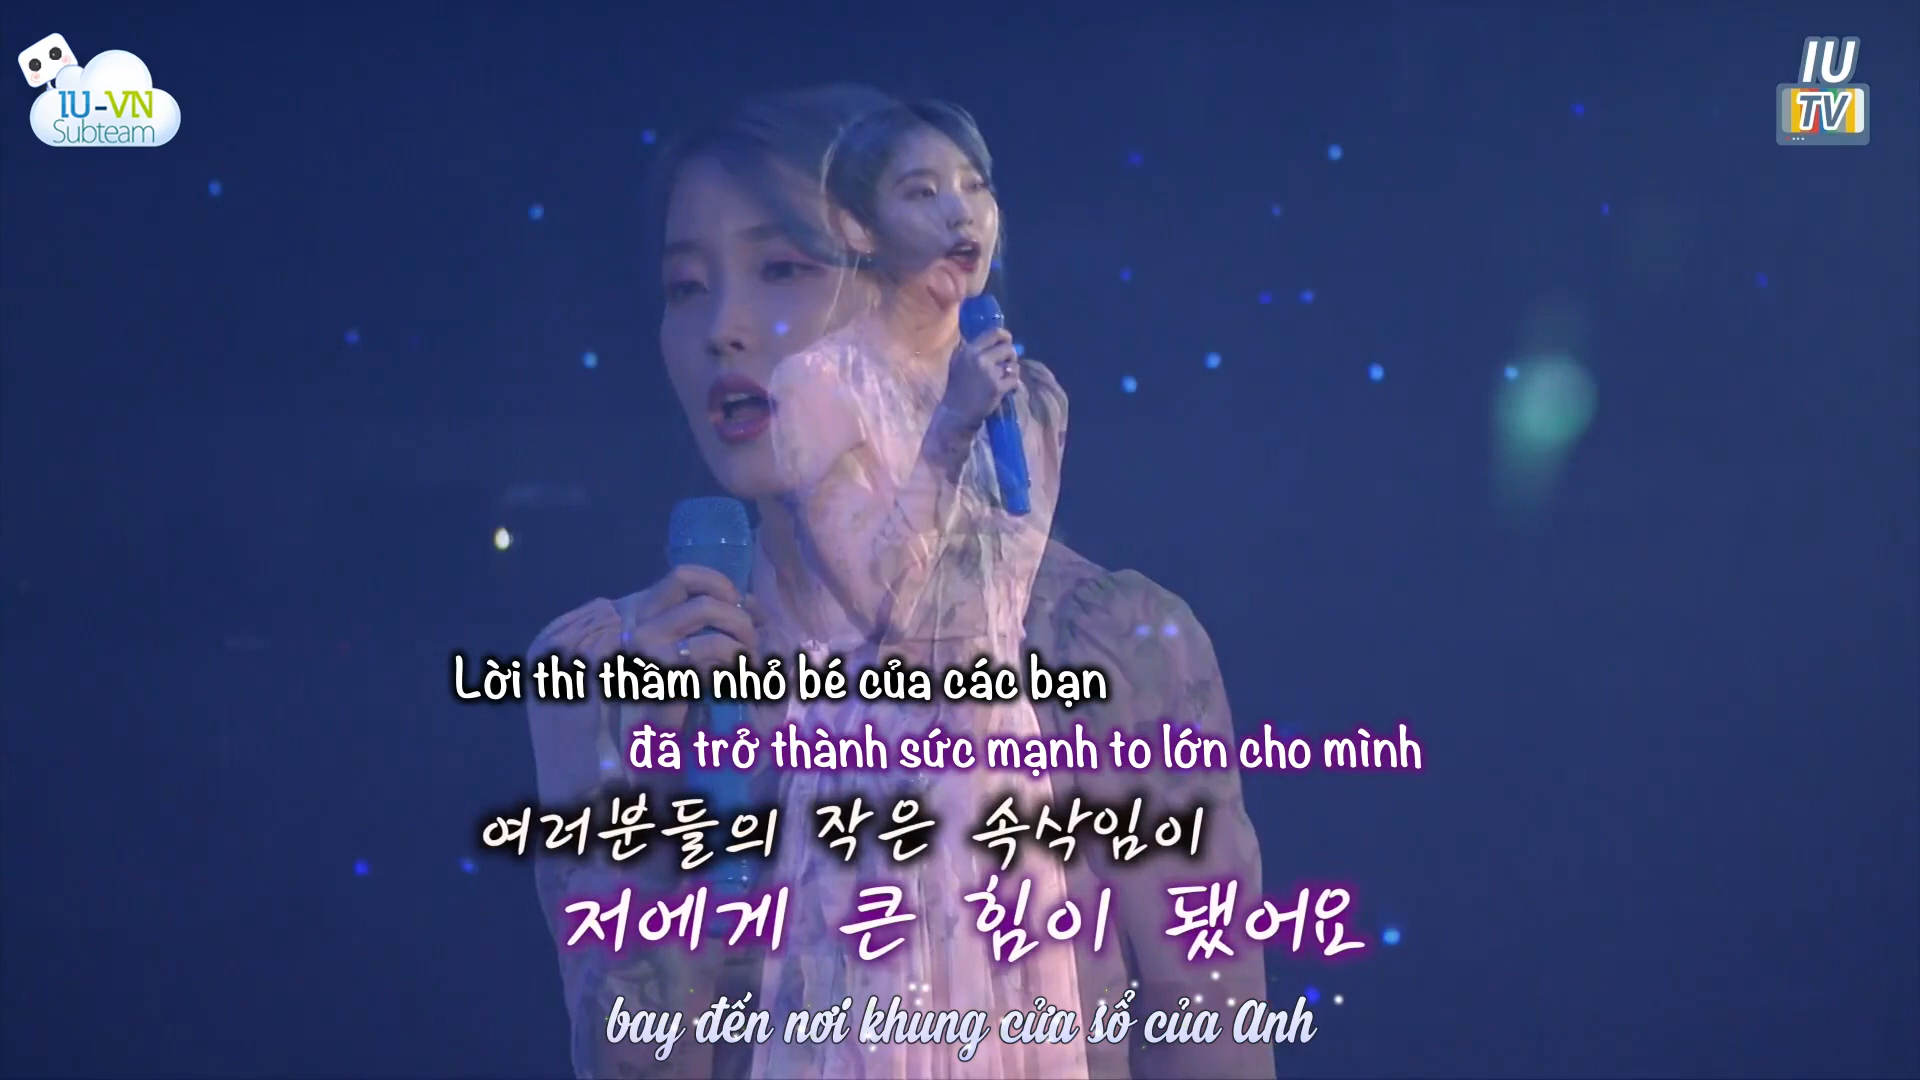 IU-VN
Subteam
IU
TV
Lời thì thầm nhỏ bé của các bạn
đã trở thành sức mạnh to lớn cho mình
여러분들의 작은 속삭임이
저에게 큰 힘이 됐어요
bay đến nơi khung cửa sổ của Anh